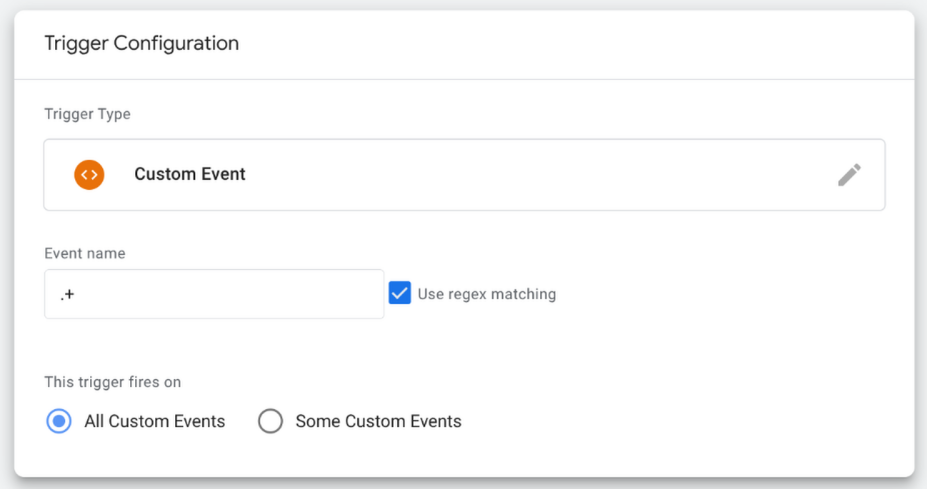 Trigger Configuration
Trigger Type
<> Custom Event
Event name
.+
Use regex matching
This trigger fires on
All Custom Events Some Custom Events